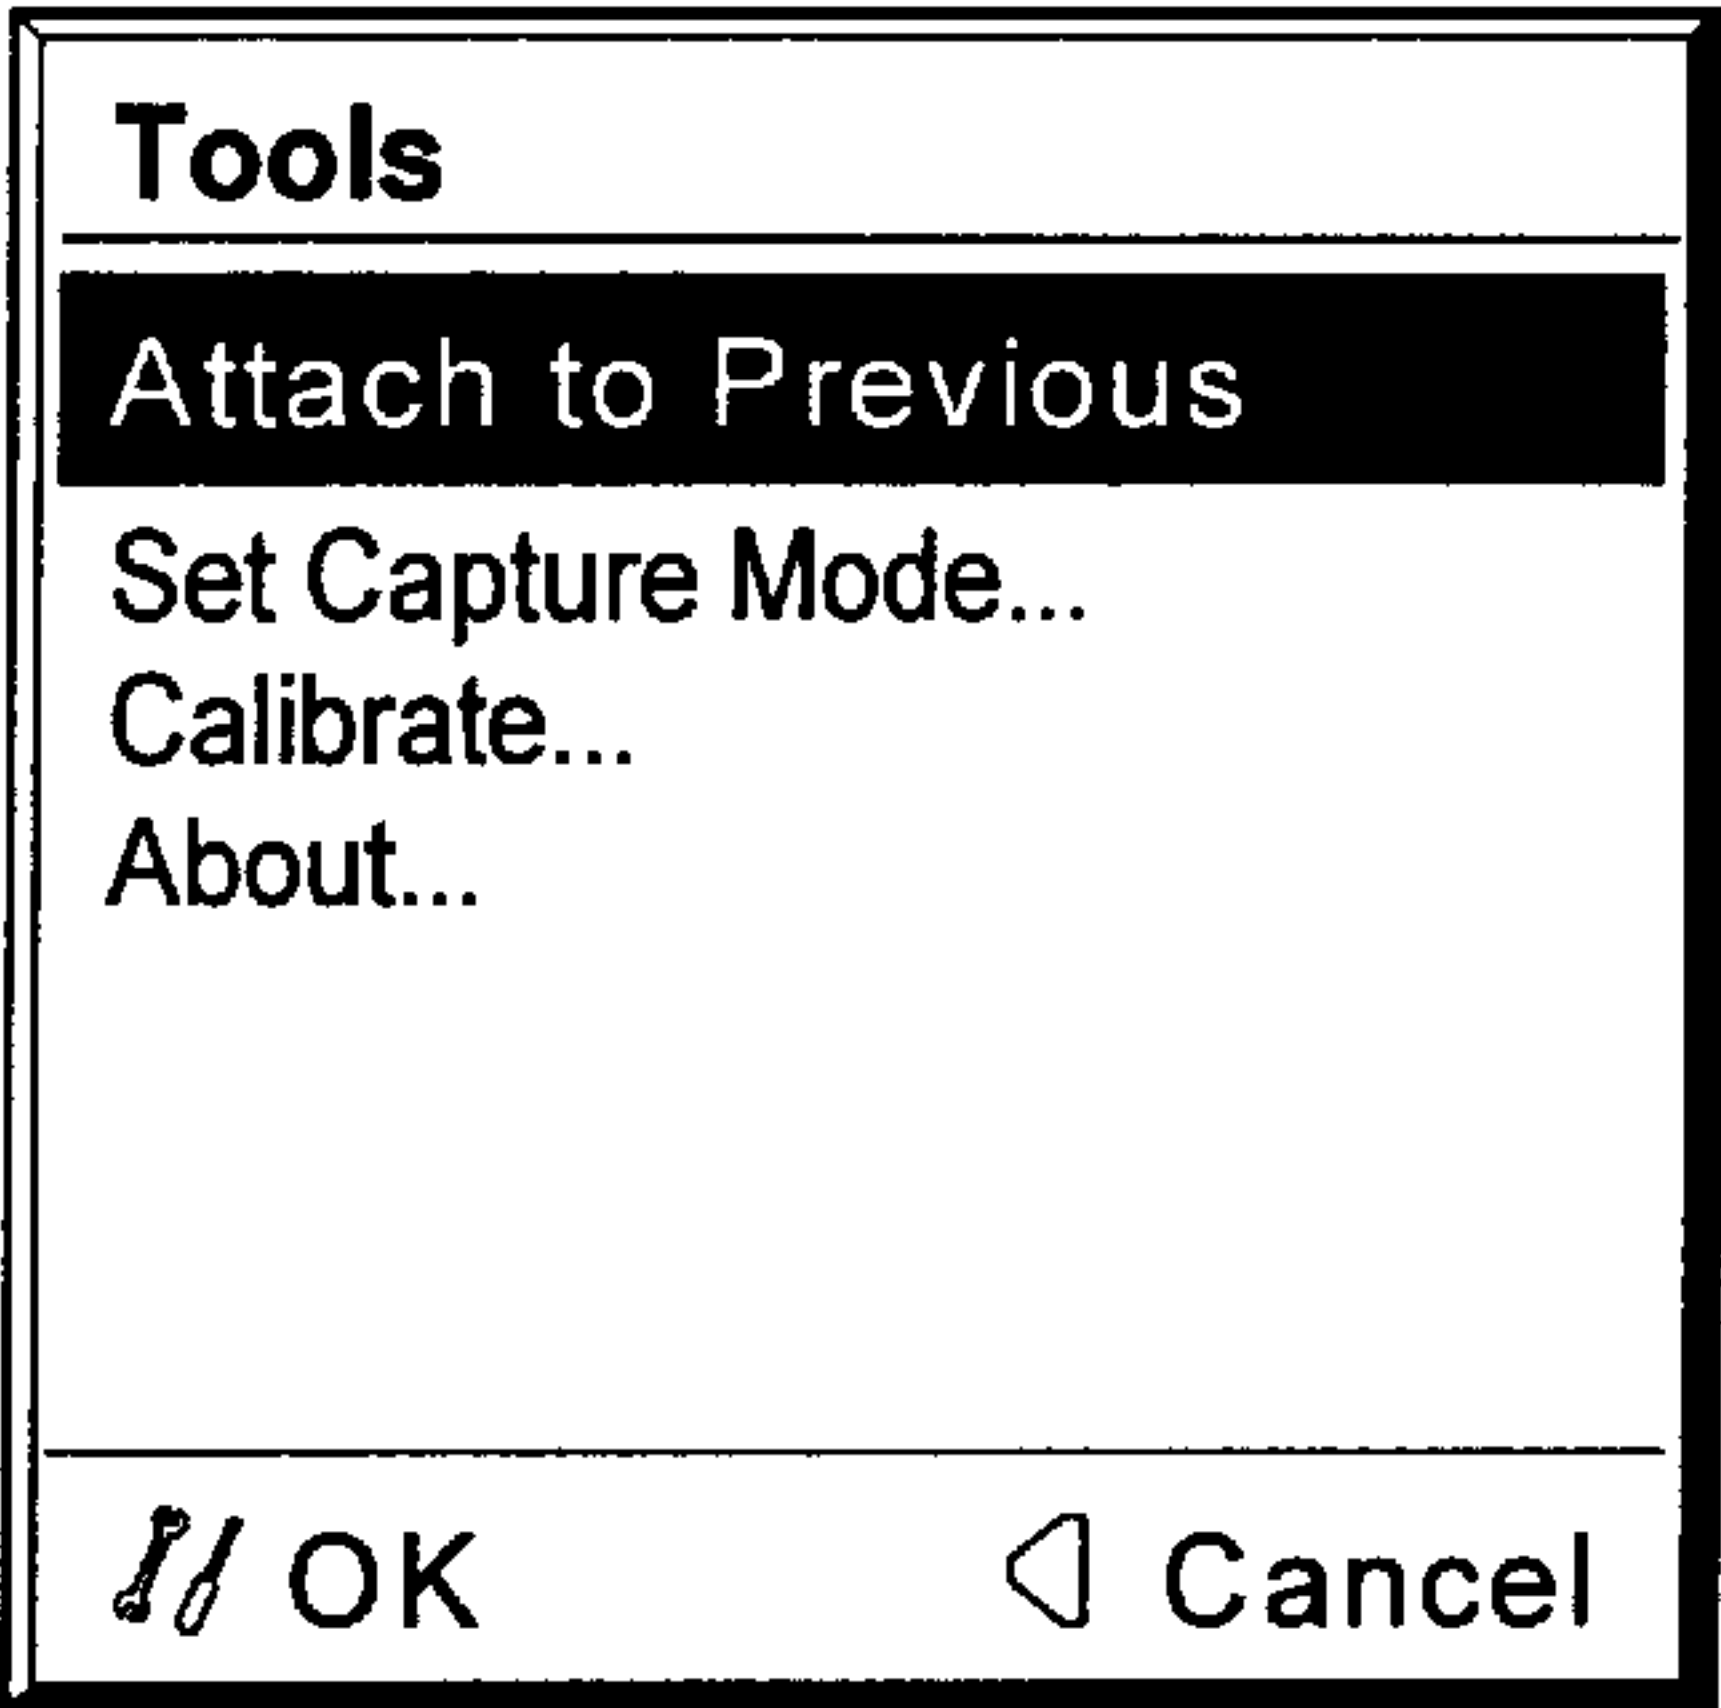 Tools
Attach to Previous
Set Capture Mode...
Calibrate...
About...
OK Cancel